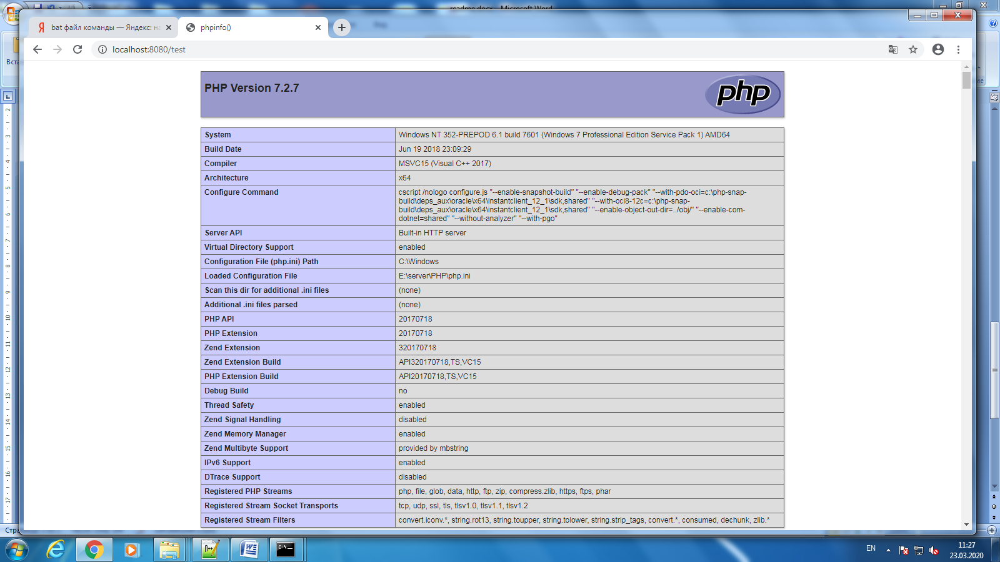 readme.docx - Microsoft Word
bat файл команды — Яндекс: на
phpinfo()
localhost:8080/test
Вста
PHP Version 7.2.7
php
System Windows NT 352-PREPOD 6.1 build 7601 (Windows 7 Professional Edition Service Pack 1) AMD64
Build Date Jun 19 2018 23:09:29
Compiler MSVC15 (Visual C++ 2017)
Architecture x64
Configure Command cscript /nologo configure.js "--enable-snapshot-build" "--enable-debug-pack" "--with-pdo-oci=c:\php-snap-
build\deps_aux\oracle\x64\instantclient_12_1\sdk,shared" "--with-oci8-12c=c:\php-snap-
build\deps_aux\oracle\x64\instantclient_12_1\sdk,shared" "--enable-object-out-dir=../obj/" "--enable-com-
dotnet=shared" "--without-analyzer" "--with-pgo"
Server API Built-in HTTP server
Virtual Directory Support enabled
Configuration File (php.ini) Path C:\Windows
Loaded Configuration File E:\server\PHP\php.ini
Scan this dir for additional .ini files (none)
Additional .ini files parsed (none)
PHP API 20170718
PHP Extension 20170718
Zend Extension 320170718
Zend Extension Build API320170718,TS,VC15
PHP Extension Build API20170718,TS,VC15
Debug Build no
Thread Safety enabled
Zend Signal Handling disabled
Zend Memory Manager enabled
Zend Multibyte Support provided by mbstring
IPv6 Support enabled
DTrace Support disabled
Registered PHP Streams php, file, glob, data, http, ftp, zip, compress.zlib, https, ftps, phar
Registered Stream Socket Transports tcp, udp, ssl, tls, tlsv1.0, tlsv1.1, tlsv1.2
Registered Stream Filters convert.iconv.*, string.rot13, string.toupper, string.tolower, string.strip_tags, convert.*, consumed, dechunk, zlib.*
Стра
EN
11:27
23.03.2020